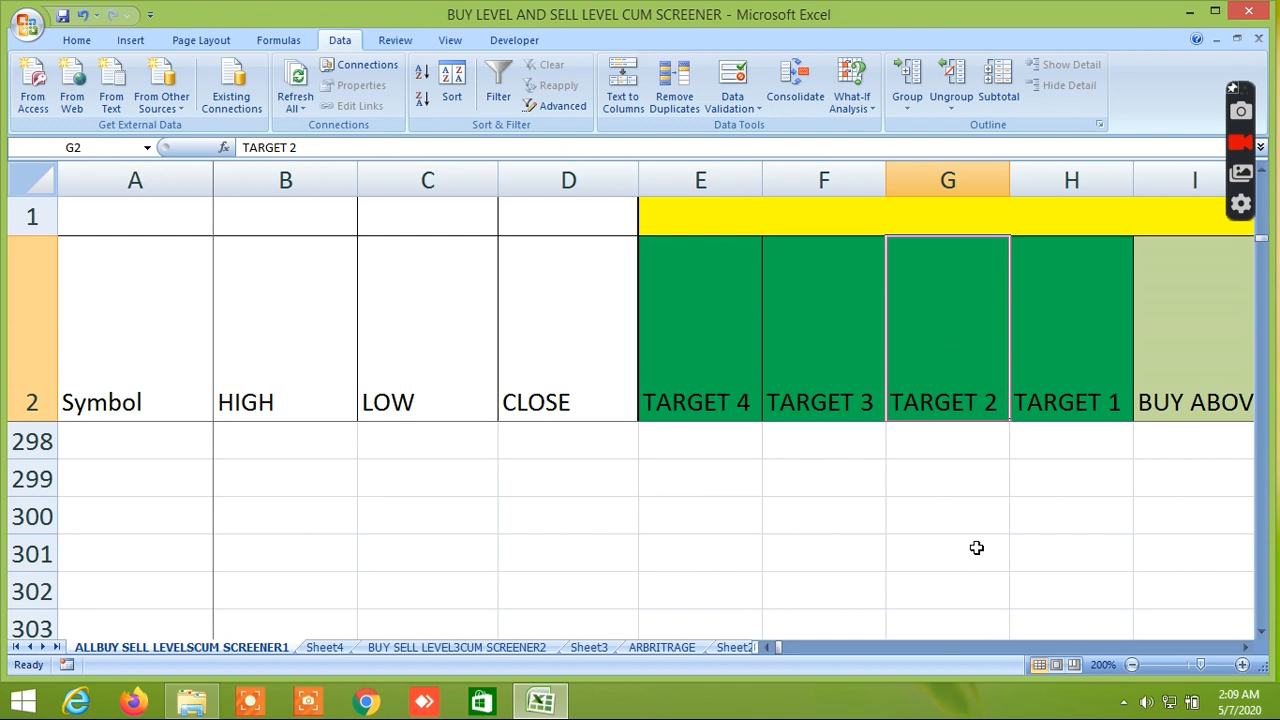 BUY LEVEL AND SELL LEVEL CUM SCREENER - Microsoft Excel
Home Insert Page Layout Formulas Data Review View Developer
From Access
From Web
From Text
From Other Sources
Existing Connections
Get External Data
Refresh All
Connections
Properties
Edit Links
Connections
Sort
Filter
Clear
Reapply
Advanced
Sort & Filter
Text to Columns
Remove Duplicates
Data Validation
Consolidate
What-If Analysis
Data Tools
Group
Ungroup
Subtotal
Show Detail
Hide Detail
Outline
G2 fx TARGET 2
A B C D E F G H I
1
2 Symbol HIGH LOW CLOSE TARGET 4 TARGET 3 TARGET 2 TARGET 1 BUY ABOV
298
299
300
301
302
303
ALLBUY SELL LEVELSCUM SCREENER1 Sheet4 BUY SELL LEVEL3CUM SCREENER2 Sheet3 ARBRITRAGE Sheet2
Ready 200%
2:09 AM
5/7/2020